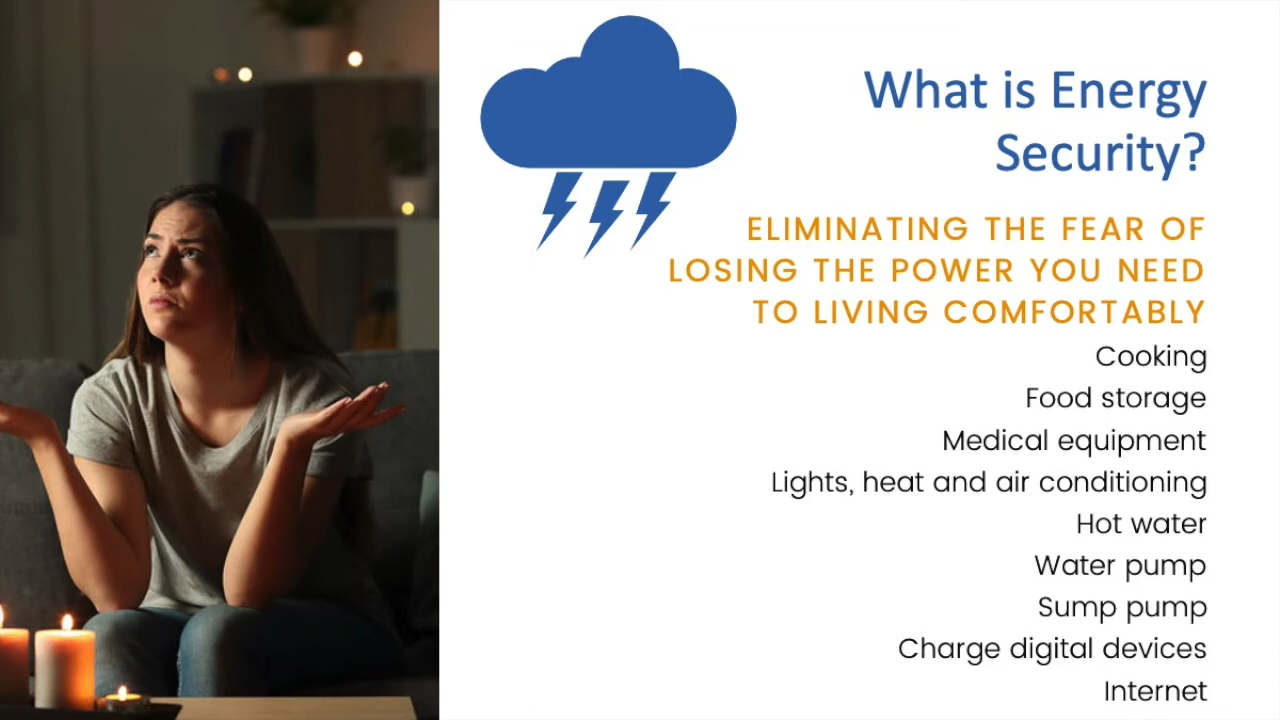 What is Energy
Security?
ELIMINATING THE FEAR OF
LOSING THE POWER YOU NEED
TO LIVING COMFORTABLY
Cooking
Food storage
Medical equipment
Lights, heat and air conditioning
Hot water
Water pump
Sump pump
Charge digital devices
Internet